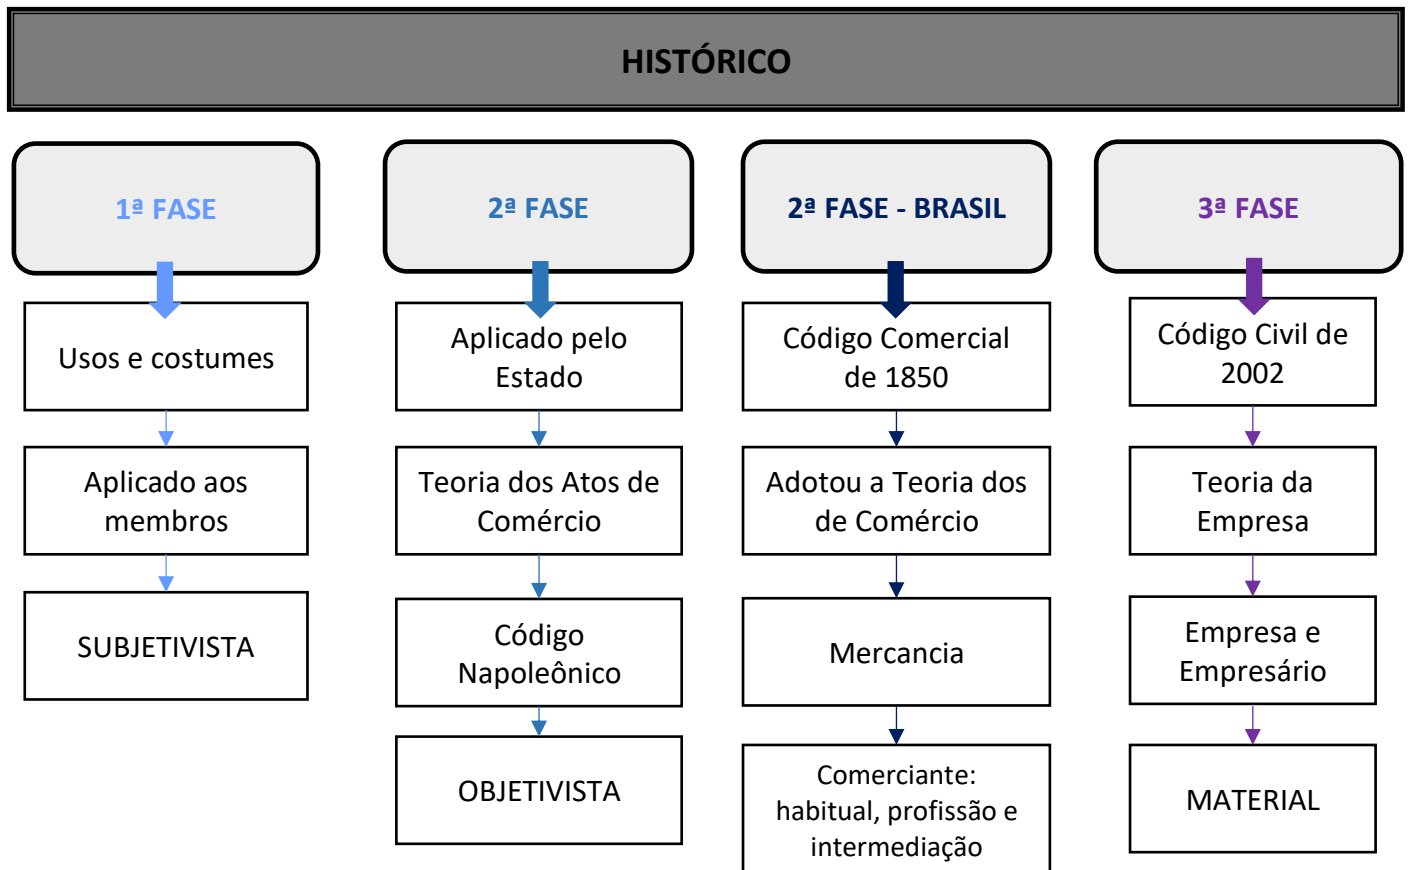 HISTÓRICO
1ª FASE
Usos e costumes
Aplicado aos
membros
SUBJETIVISTA
2ª FASE
Aplicado pelo
Estado
Teoria dos Atos de
Comércio
Código
Napoleônico
OBJETIVISTA
2ª FASE - BRASIL
Código Comercial
de 1850
Adotou a Teoria dos
de Comércio
Mercancia
Comerciante:
habitual, profissão e
intermediação
3ª FASE
Código Civil de
2002
Teoria da
Empresa
Empresa e
Empresário
MATERIAL